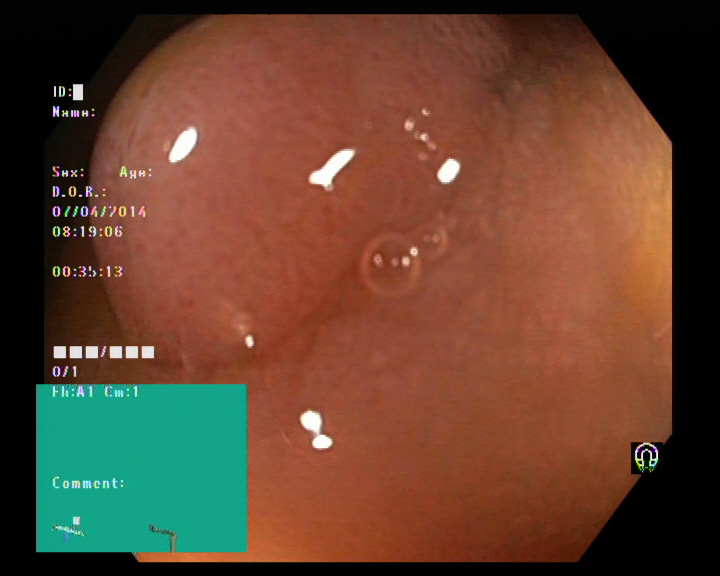 ID:
Name:
Sex: Age:
D.O.B.:
07/04/2014
08:19:06
00:35:13
0/1
Ph:A1 Cm:1
Comment: